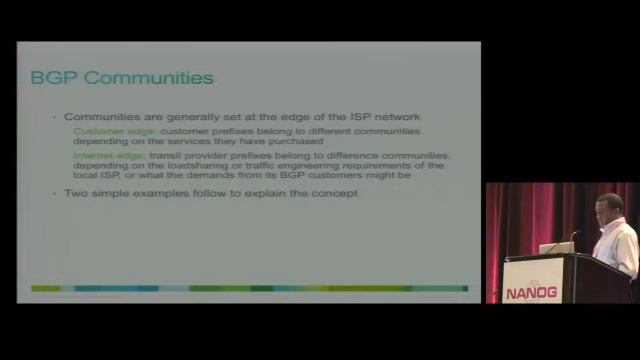 BGP Communities
· Communities are generally set at the edge of the ISP network
Customer edge: customer prefixes belong to different communities
depending on the services they have purchased
Internet edge: transit provider prefixes belong to difference communities,
depending on the loadsharing or traffic engineering requirements of the
local ISP, or what the demands from its BGP customers might be
· Two simple examples follow to explain the concept
NANOG